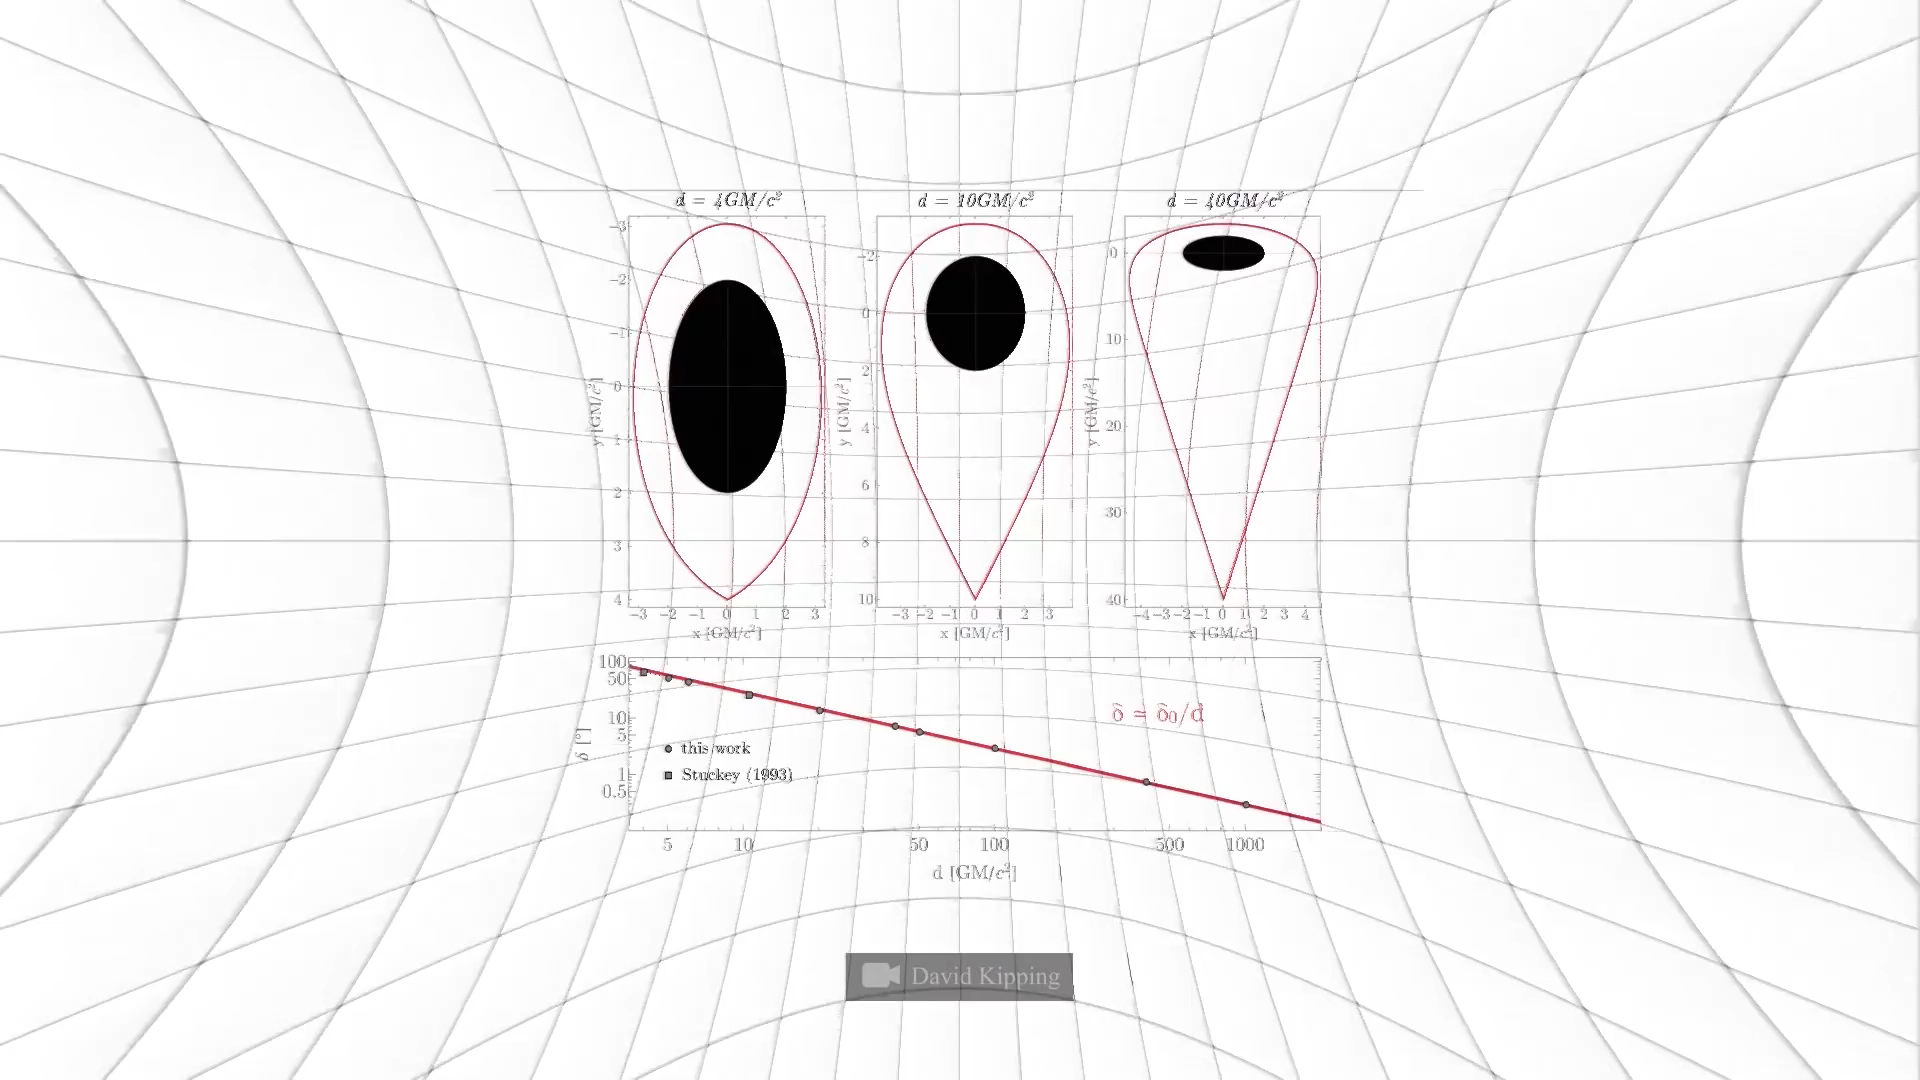 d = 4GM/c²
d = 10GM/c²
d = 40GM/c²
−3
−2
−1
0
1
2
3
4
y [GM/c²]
−3 −2 −1 0 1 2 3
x [GM/c²]
−2
0
2
4
6
8
10
y [GM/c²]
−3 −2 −1 0 1 2 3
x [GM/c²]
0
10
20
30
40
y [GM/c²]
−4 −3 −2 −1 0 1 2 3 4
x [GM/c²]
100
50
10
5
1
0.5
δ [°]
δ = δ₀/d
this work
Stuckey (1993)
5 10 50 100 500 1000
d [GM/c²]
David Kipping